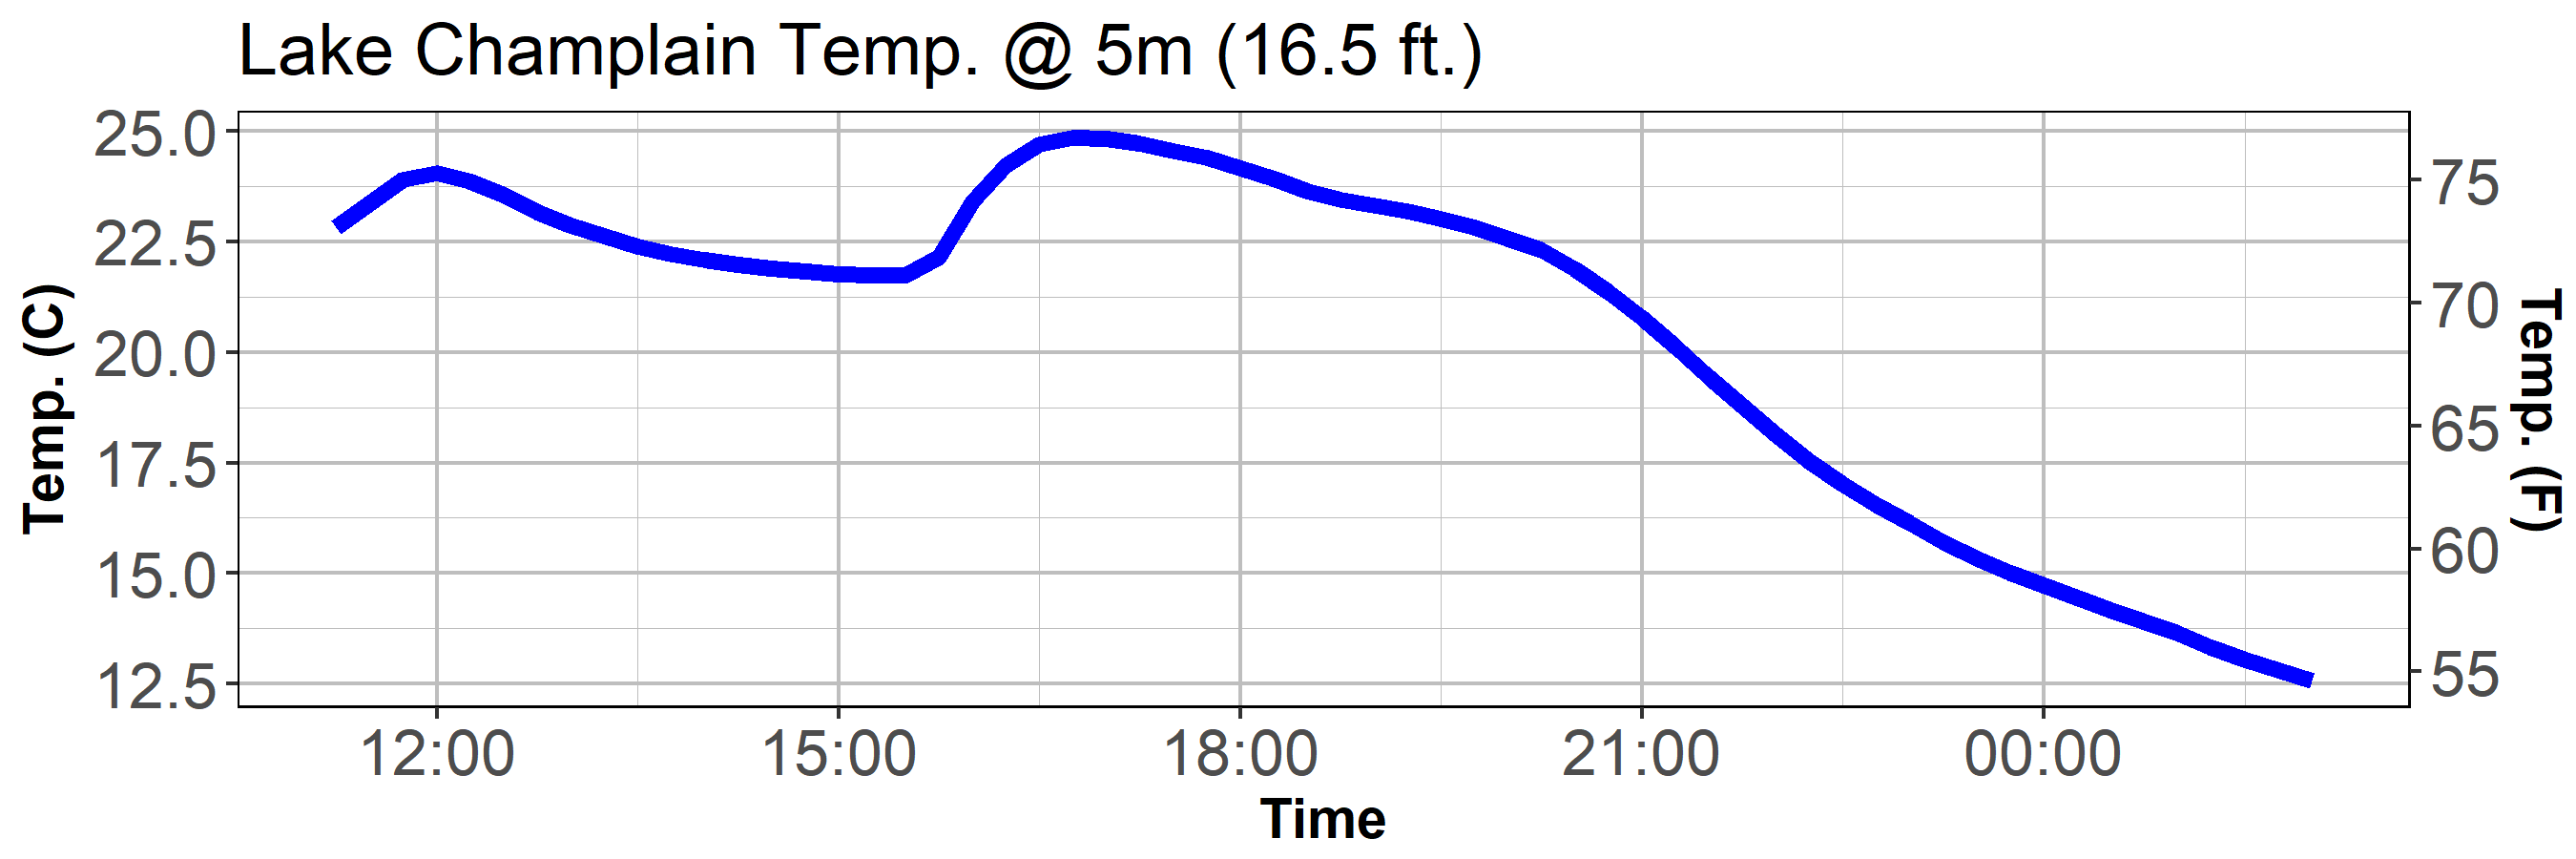 Lake Champlain Temp. @ 5m (16.5 ft.)
Temp. (C)
25.0
22.5
20.0
17.5
15.0
12.5
75
70
65
60
55
Temp. (F)
12:00 15:00 18:00 21:00 00:00
Time